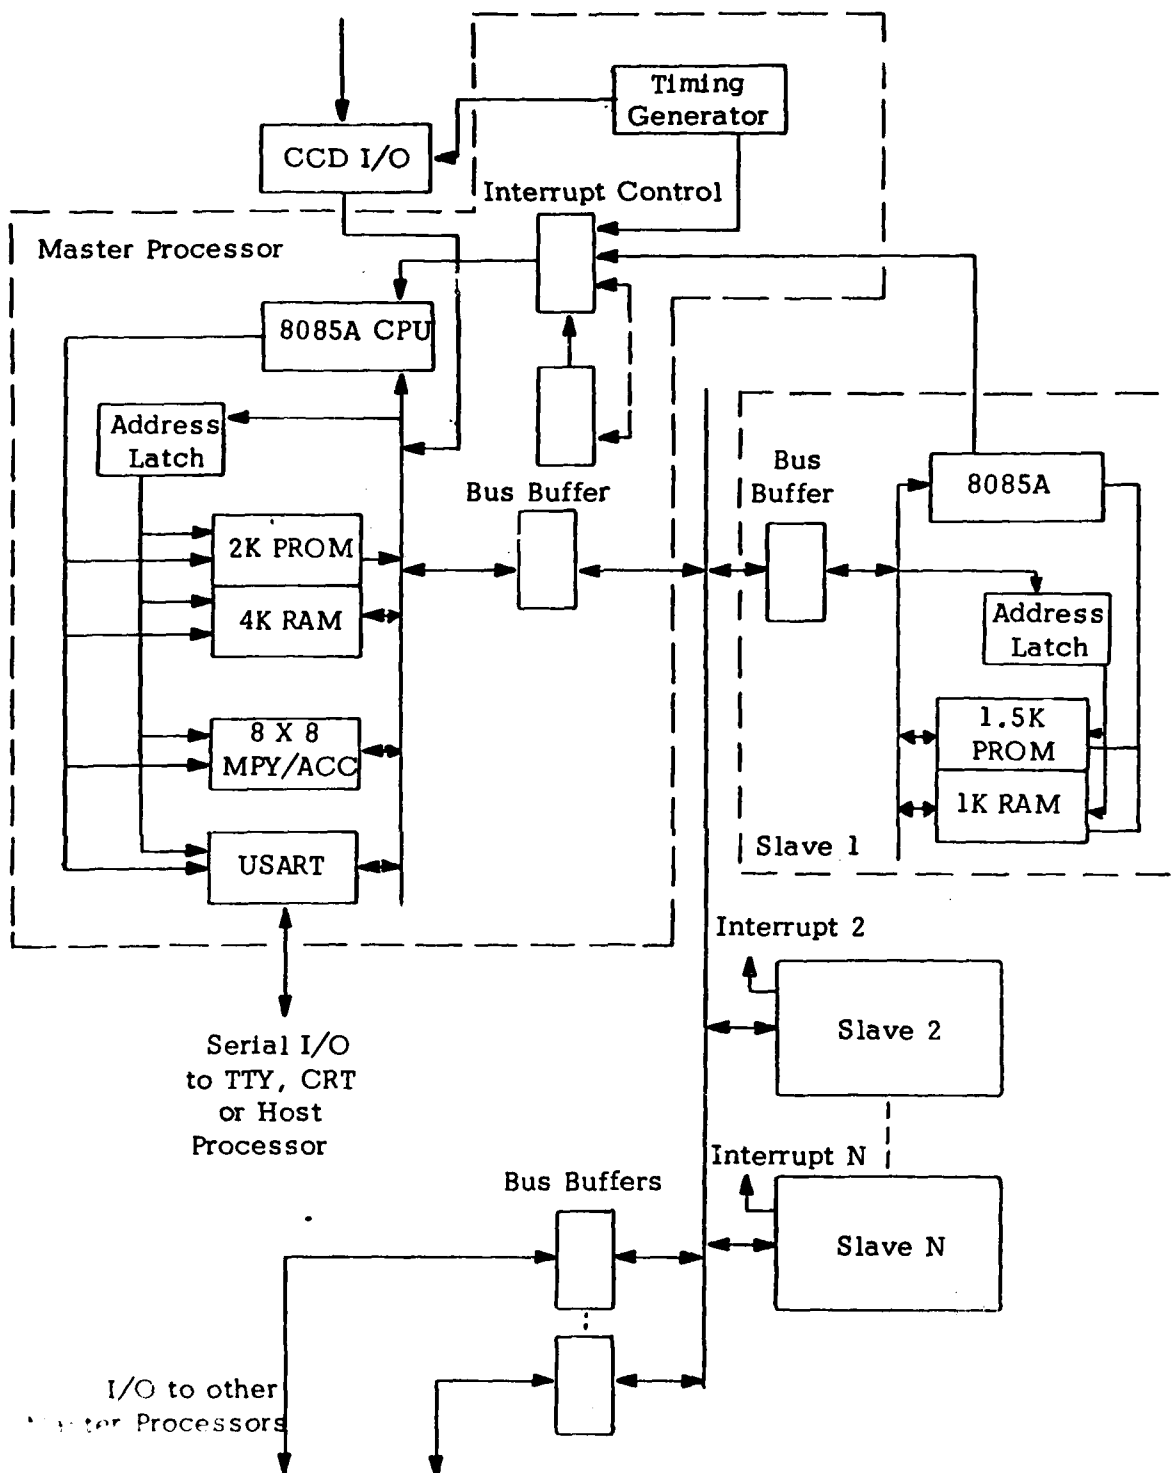 Timing
Generator
CCD I/O
Interrupt Control
Master Processor
8085A CPU
Address
Latch
Bus Buffer
Bus
Buffer
8085A
2K PROM
4K RAM
Address
Latch
8 X 8
MPY/ACC
1.5K
PROM
1K RAM
USART
Slave 1
Interrupt 2
Slave 2
Serial I/O
to TTY, CRT
or Host
Processor
Interrupt N
Bus Buffers
Slave N
I/O to other
Processors